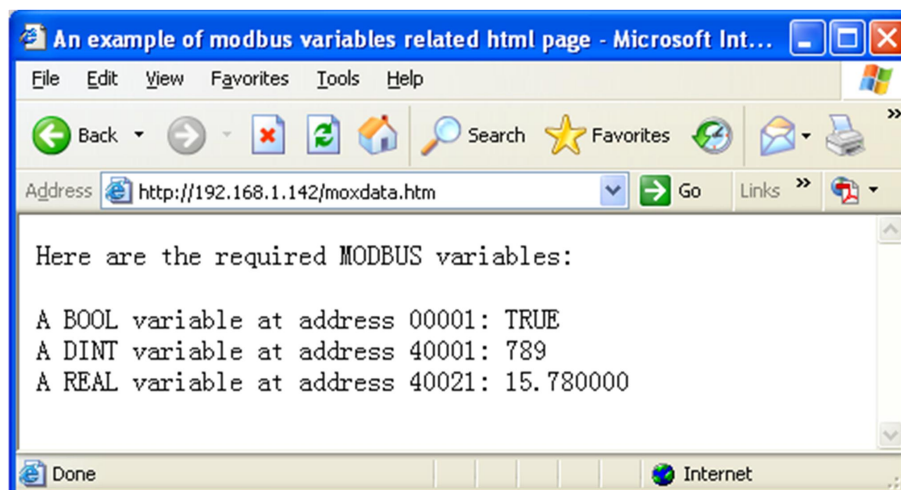 An example of modbus variables related html page - Microsoft Int...
File Edit View Favorites Tools Help
Back Search Favorites »
Address http://192.168.1.142/moxdata.htm Go Links »
Here are the required MODBUS variables:
A BOOL variable at address 00001: TRUE
A DINT variable at address 40001: 789
A REAL variable at address 40021: 15.780000
Done Internet